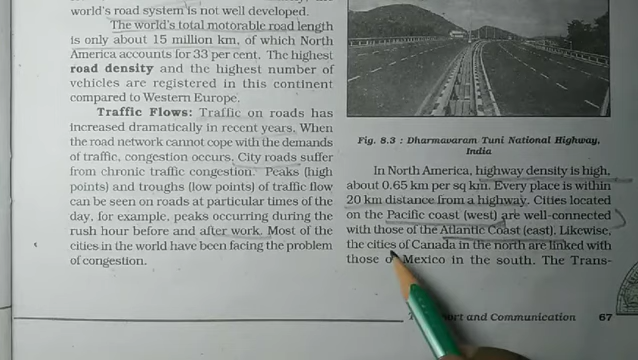 world's road system is not well developed.
The world's total motorable road length
is only about 15 million km, of which North
America accounts for 33 per cent. The highest
road density and the highest number of
vehicles are registered in this continent
compared to Western Europe.
Traffic Flows: Traffic on roads has
increased dramatically in recent years. When
the road network cannot cope with the demands
of traffic, congestion occurs. City roads suffer
from chronic traffic congestion. Peaks (high
points) and troughs (low points) of traffic flow
can be seen on roads at particular times of the
day, for example, peaks occurring during the
rush hour before and after work. Most of the
cities in the world have been facing the problem
of congestion.
Fig. 8.3 : Dharmavaram Tuni National Highway,
India
In North America, highway density is high,
about 0.65 km per sq km. Every place is within
20 km distance from a highway. Cities located
on the Pacific coast (west) are well-connected
with those of the Atlantic Coast (east). Likewise,
the cities of Canada in the north are linked with
those Mexico in the south. The Trans-
and Communication 67